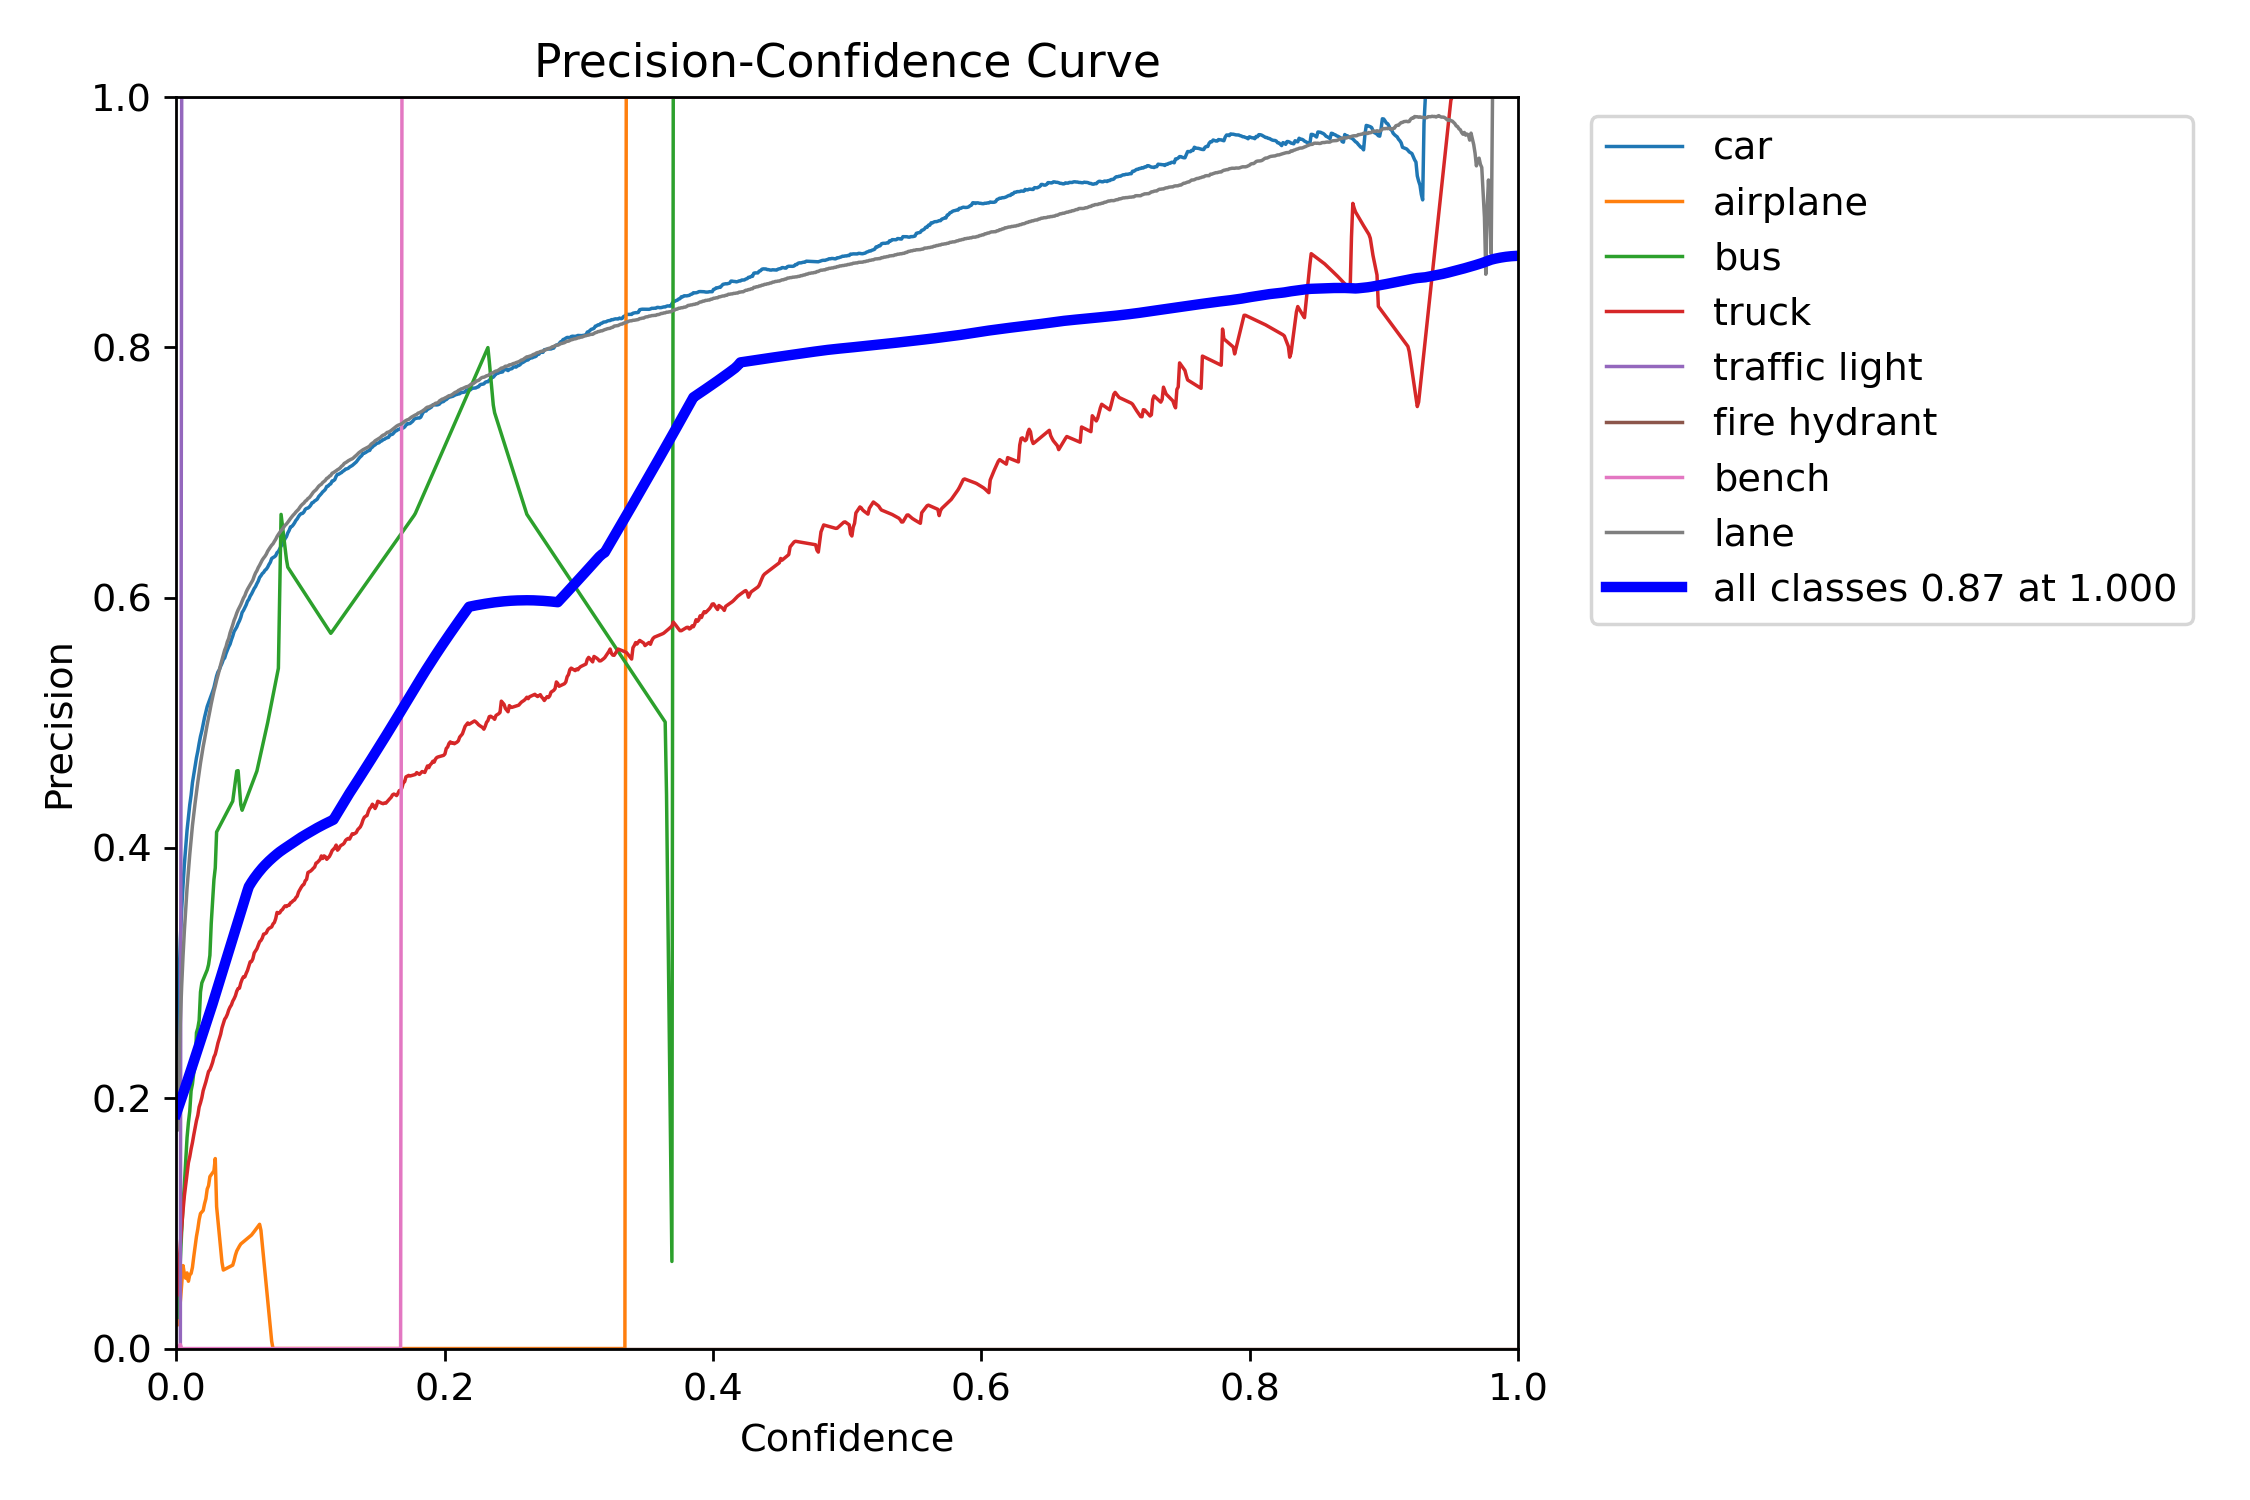 Precision-Confidence Curve
1.0
0.8
0.6
0.4
0.2
0.0
Precision
0.0 0.2 0.4 0.6 0.8 1.0
Confidence
car
airplane
bus
truck
traffic light
fire hydrant
bench
lane
all classes 0.87 at 1.000